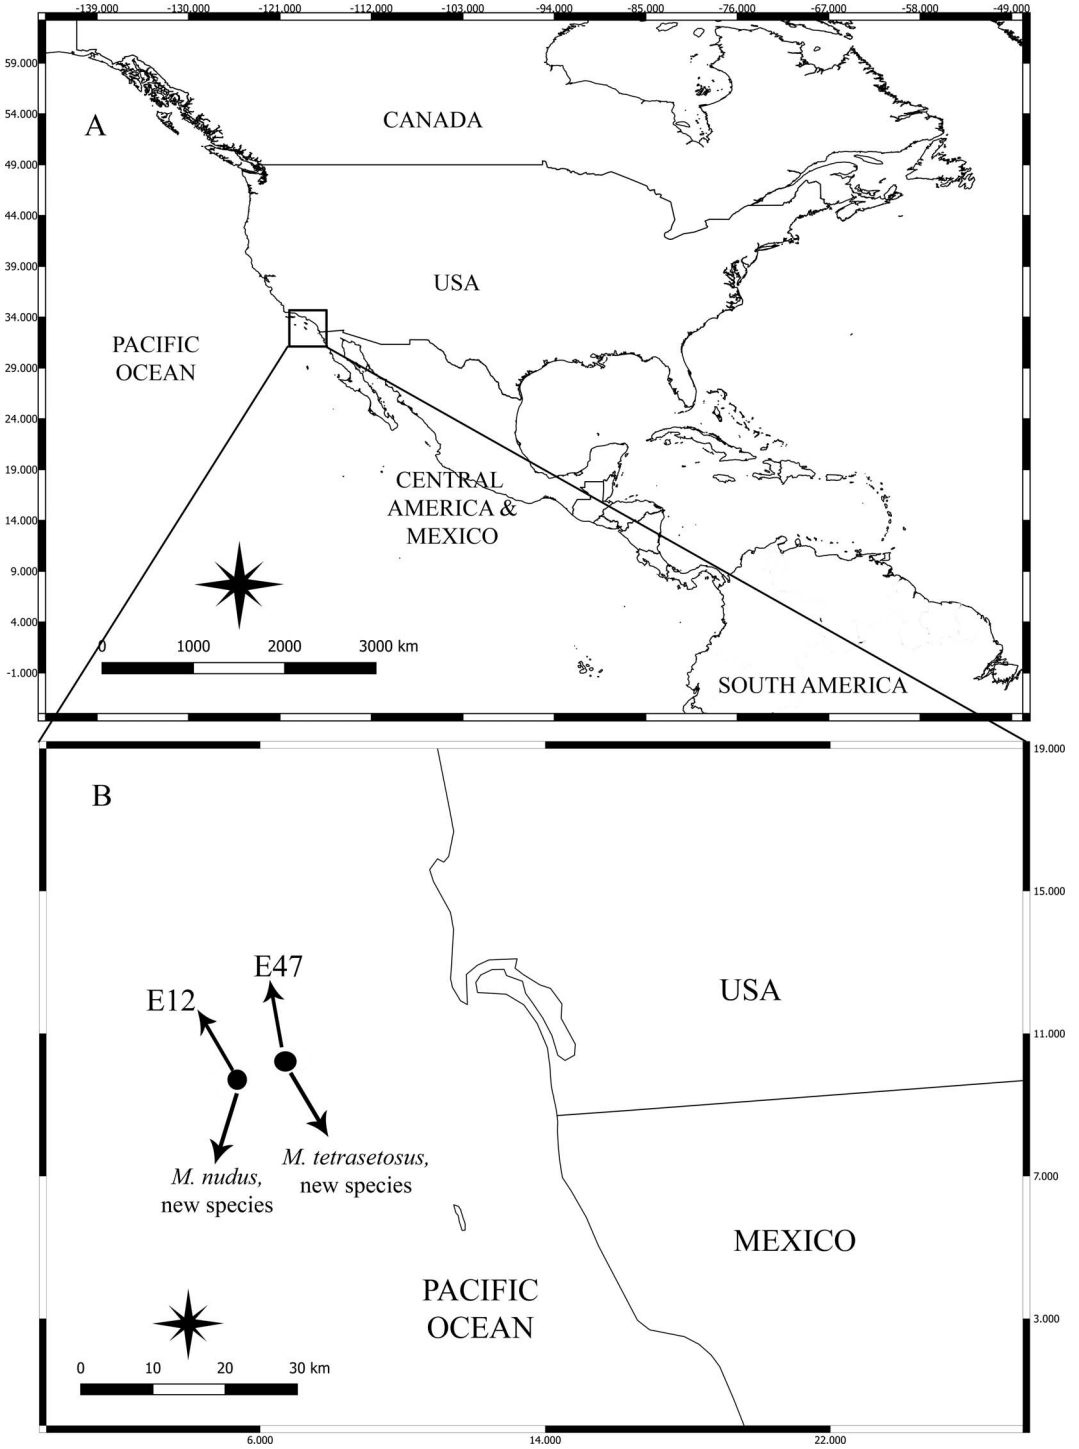 -139.000 -130.000 -121.000 -112.000 -103.000 -94.000 -85.000 -76.000 -67.000 -58.000 -49.000
59.000
54.000
49.000
44.000
39.000
34.000
29.000
24.000
19.000
14.000
9.000
4.000
-1.000
A
CANADA
USA
PACIFIC
OCEAN
CENTRAL
AMERICA &
MEXICO
SOUTH AMERICA
0 1000 2000 3000 km
B
19.000
15.000
11.000
7.000
3.000
E47
E12
USA
M. tetrasetosus,
new species
M. nudus,
new species
MEXICO
PACIFIC
OCEAN
0 10 20 30 km
6.000 14.000 22.000